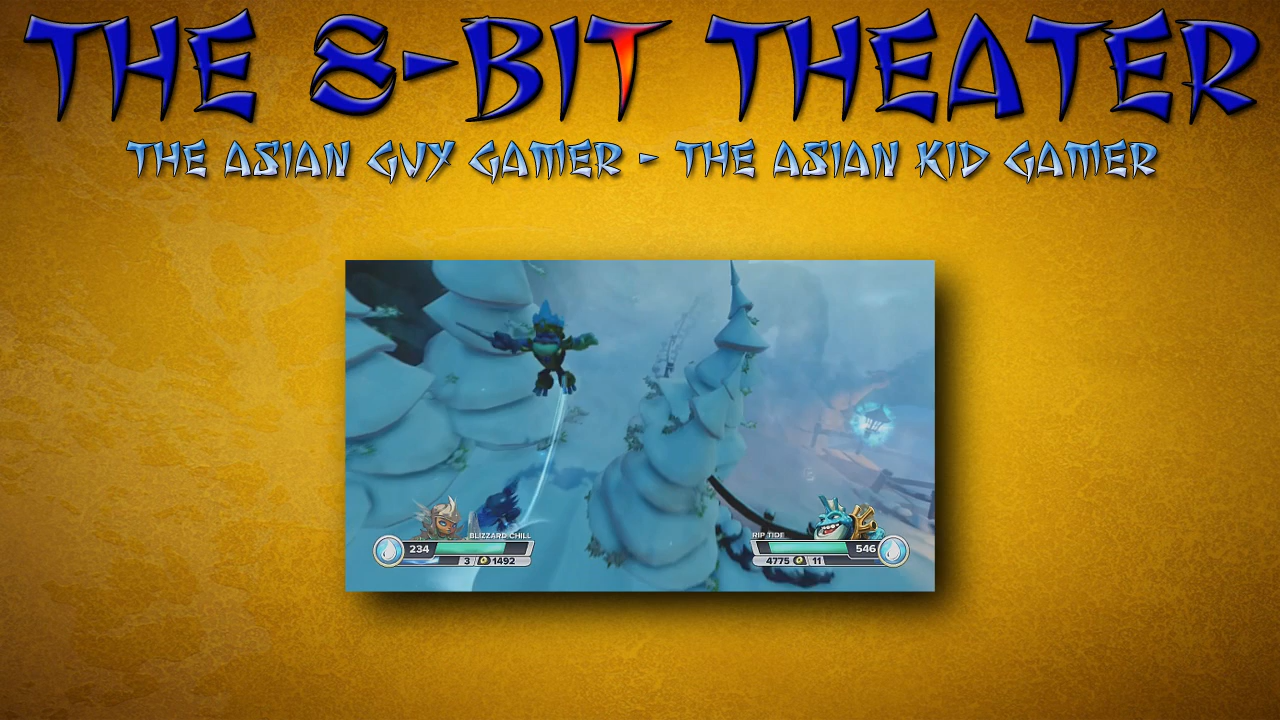 THE 8-BIT THEATER
THE ASIAN GUY GAMER - THE ASIAN KID GAMER
BLIZZARD CHILL
234
3 1492
RIP TIDE
546
4775 11